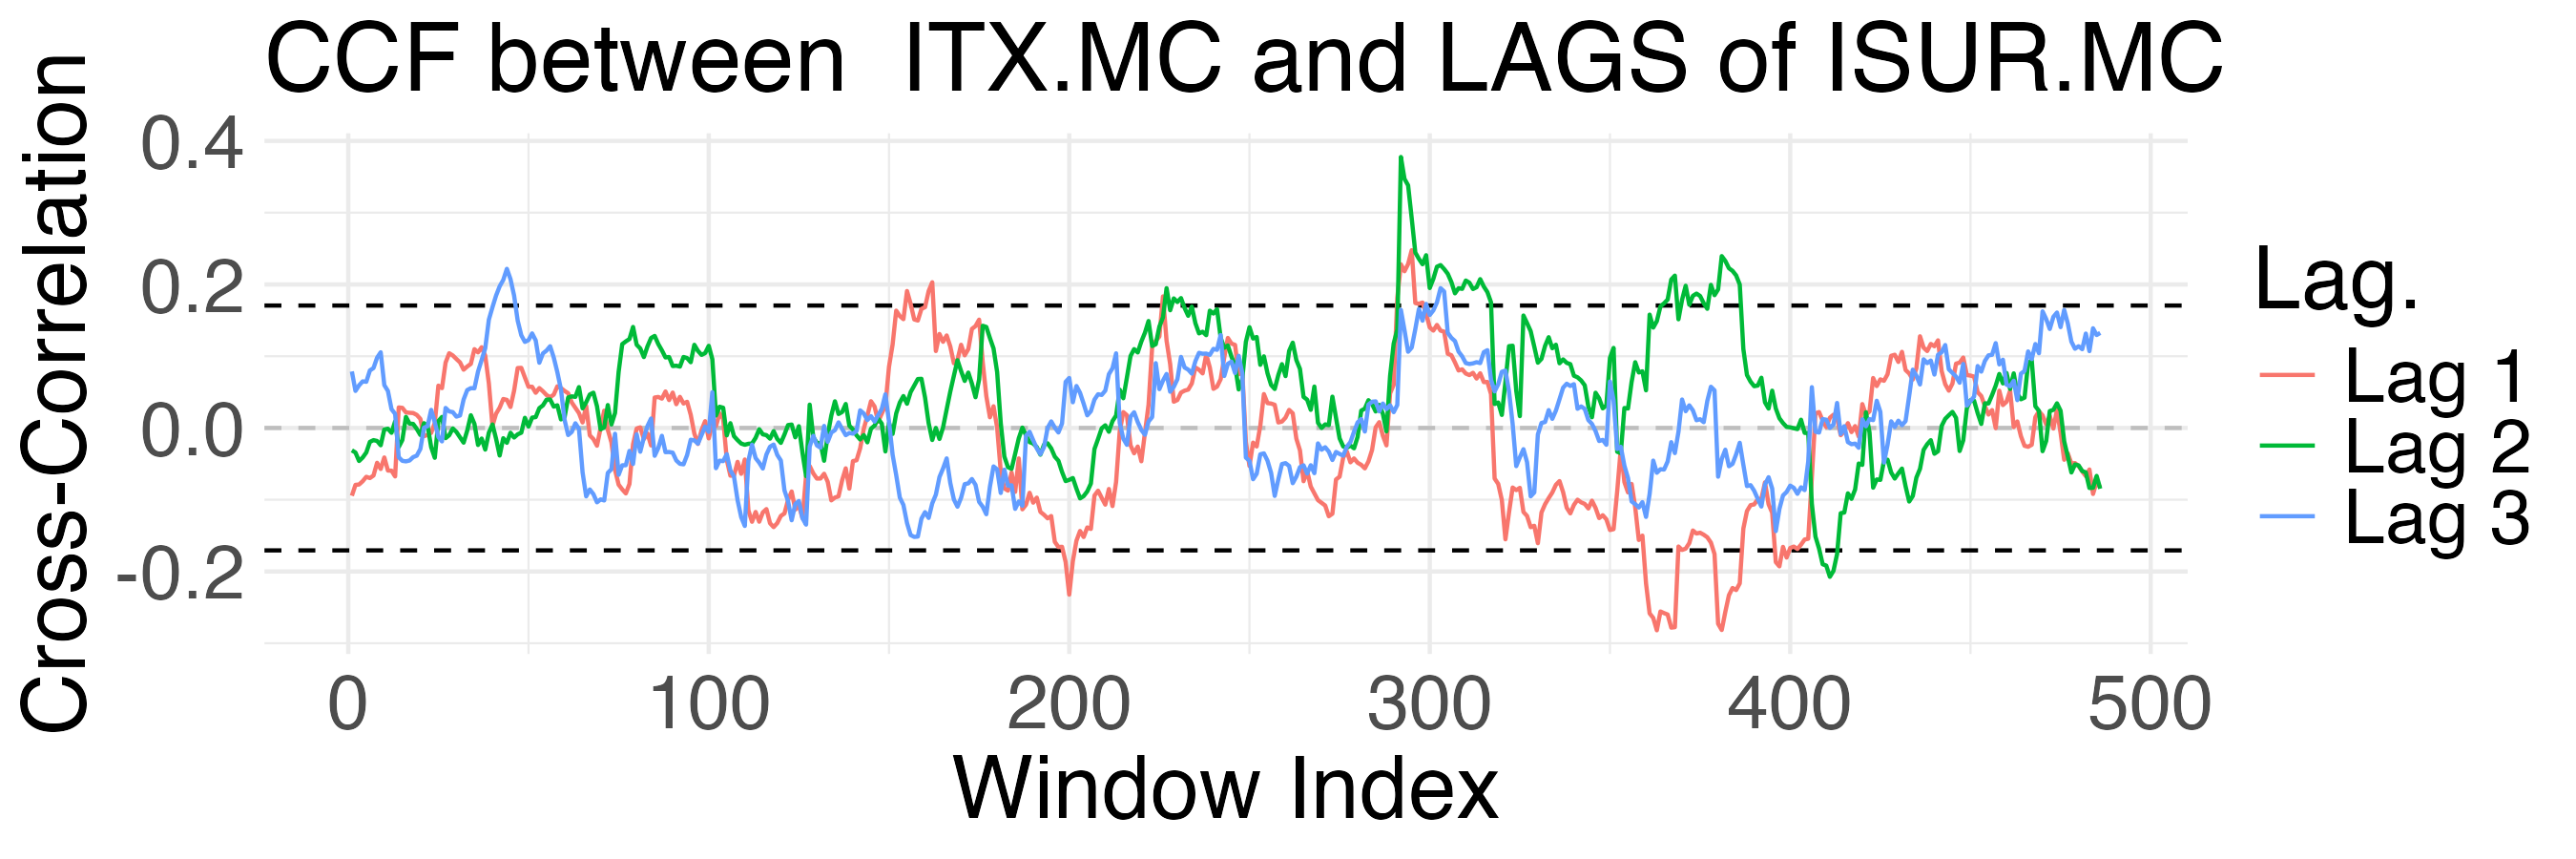 CCF between  ITX.MC and LAGS of ISUR.MC
Cross-Correlation
0.4
0.2
0.0
-0.2
0
100
200
300
400
500
Window Index
Lag.
Lag 1
Lag 2
Lag 3